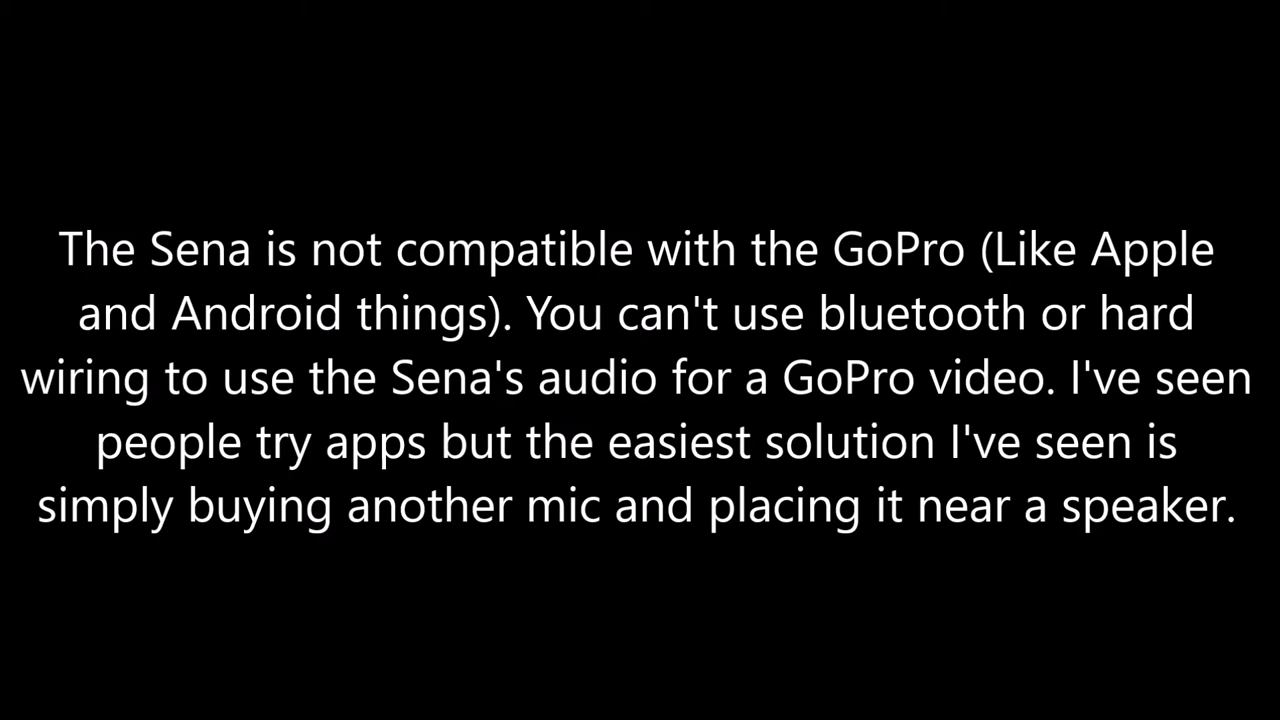 The Sena is not compatible with the GoPro (Like Apple
and Android things). You can't use bluetooth or hard
wiring to use the Sena's audio for a GoPro video. I've seen
people try apps but the easiest solution I've seen is
simply buying another mic and placing it near a speaker.